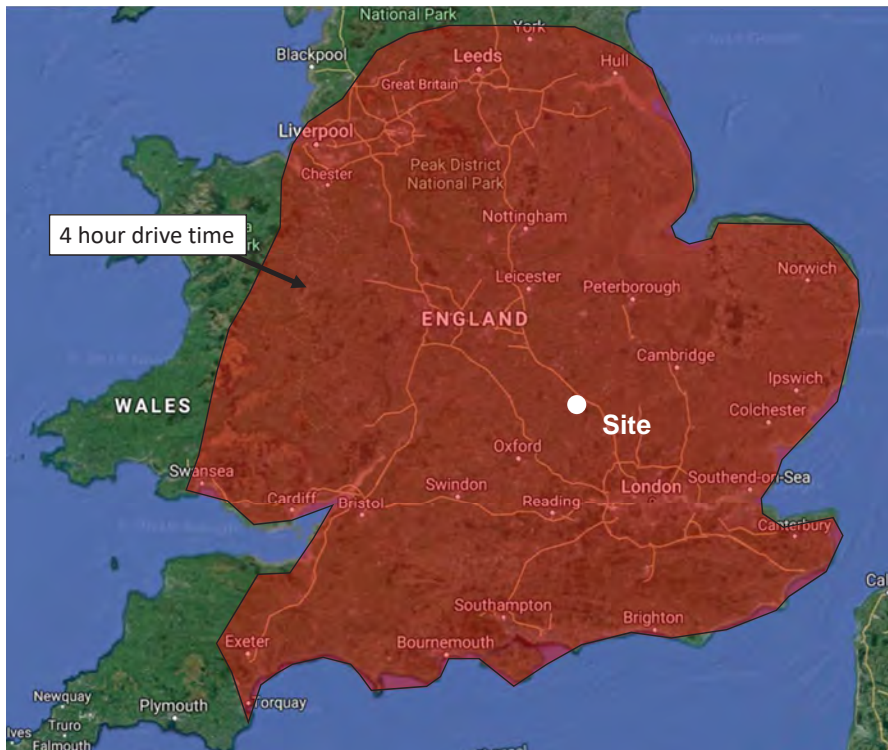 National Park
York
Blackpool
Leeds
Hull
Great Britain
Liverpool
Chester
Peak District
National Park
Nottingham
4 hour drive time
Norwich
Leicester
Peterborough
ENGLAND
Cambridge
Ipswich
WALES
Colchester
Site
Oxford
Swansea
Southend-on-Sea
London
Swindon
Reading
Cardiff
Bristol
Canterbury
Southampton
Brighton
Exeter
Bournemouth
Newquay
Plymouth
Torquay
Truro
Falmouth